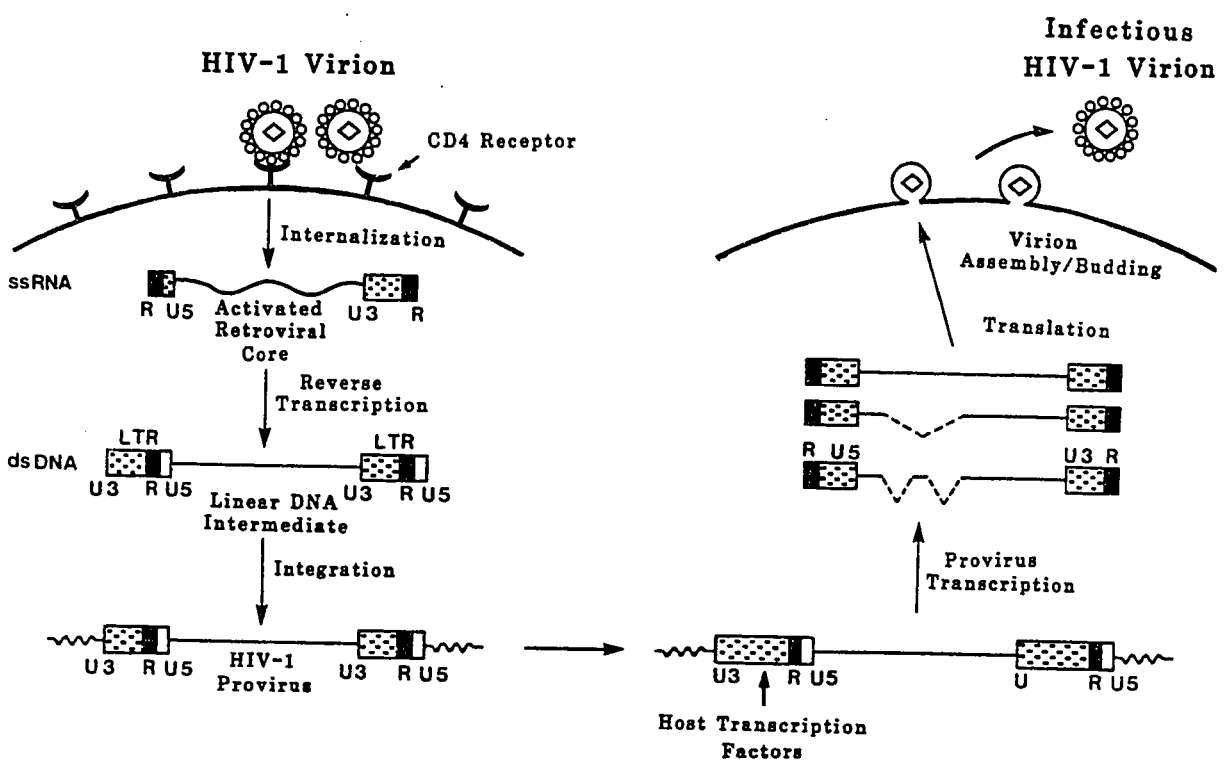 HIV-1 Virion
CD4 Receptor
Internalization
ssRNA
R U5
Activated
Retroviral
Core
U3 R
Reverse
Transcription
LTR
LTR
dsDNA
U3 R U5
Linear DNA
Intermediate
U3 R U5
Integration
U3 R U5
HIV-1
Provirus
U3 R U5
Infectious
HIV-1 Virion
Virion
Assembly/Budding
Translation
R U5
U3 R
Provirus
Transcription
U3 R U5
U R U5
Host Transcription
Factors